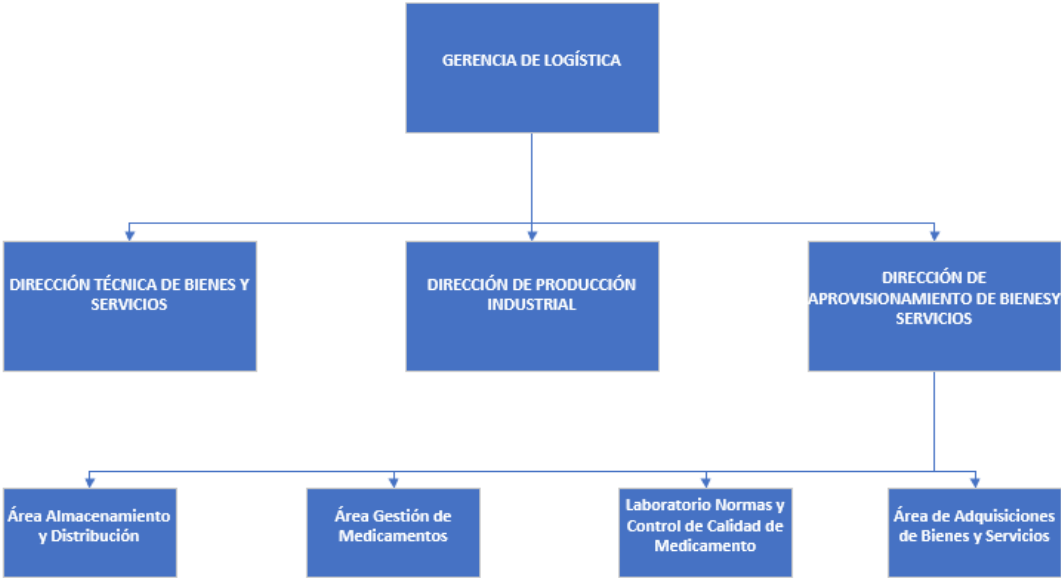 GERENCIA DE LOGÍSTICA
DIRECCIÓN TÉCNICA DE BIENES Y
SERVICIOS
DIRECCIÓN DE PRODUCCIÓN
INDUSTRIAL
DIRECCIÓN DE
APROVISIONAMIENTO DE BIENESY
SERVICIOS
Área Almacenamiento
y Distribución
Área Gestión de
Medicamentos
Laboratorio Normas y
Control de Calidad de
Medicamento
Área de Adquisiciones
de Bienes y Servicios